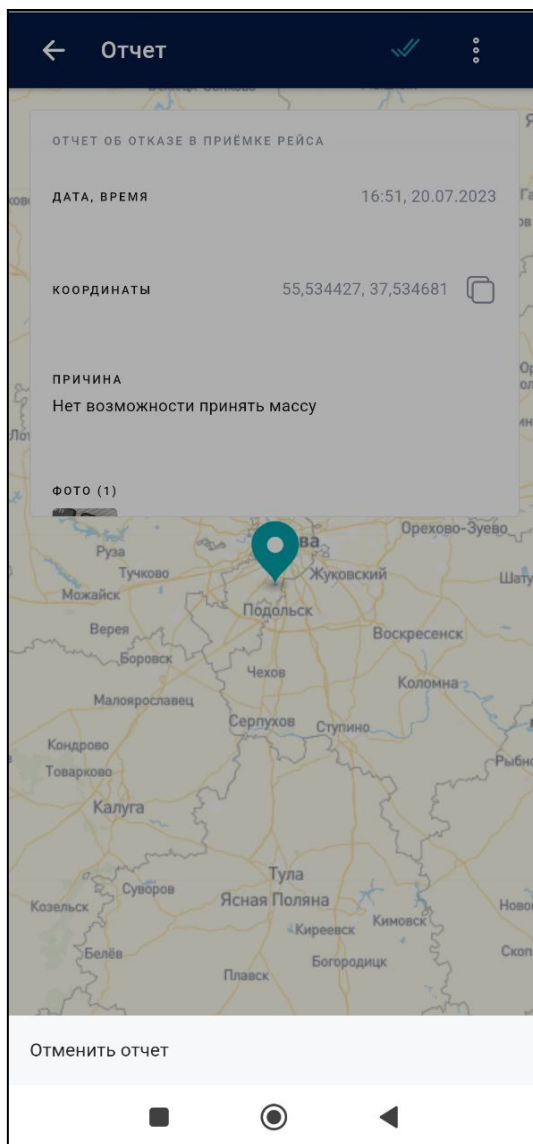 Отчет
ОТЧЕТ ОБ ОТКАЗЕ В ПРИЁМКЕ РЕЙСА
ДАТА, ВРЕМЯ 16:51, 20.07.2023
КООРДИНАТЫ 55,534427, 37,534681
ПРИЧИНА
Нет возможности принять массу
ФОТО (1)
Орехово-Зуево
Руза
Тучково
Жуковский
Можайск
Подольск
Верея
Воскресенск
Боровск
Чехов
Коломна
Малоярославец
Серпухов
Ступино
Кондрово
Товарково
Калуга
Тула
Суворов
Ясная Поляна
Козельск
Кимовск
Киреевск
Белёв
Богородицк
Плавск
Отменить отчет